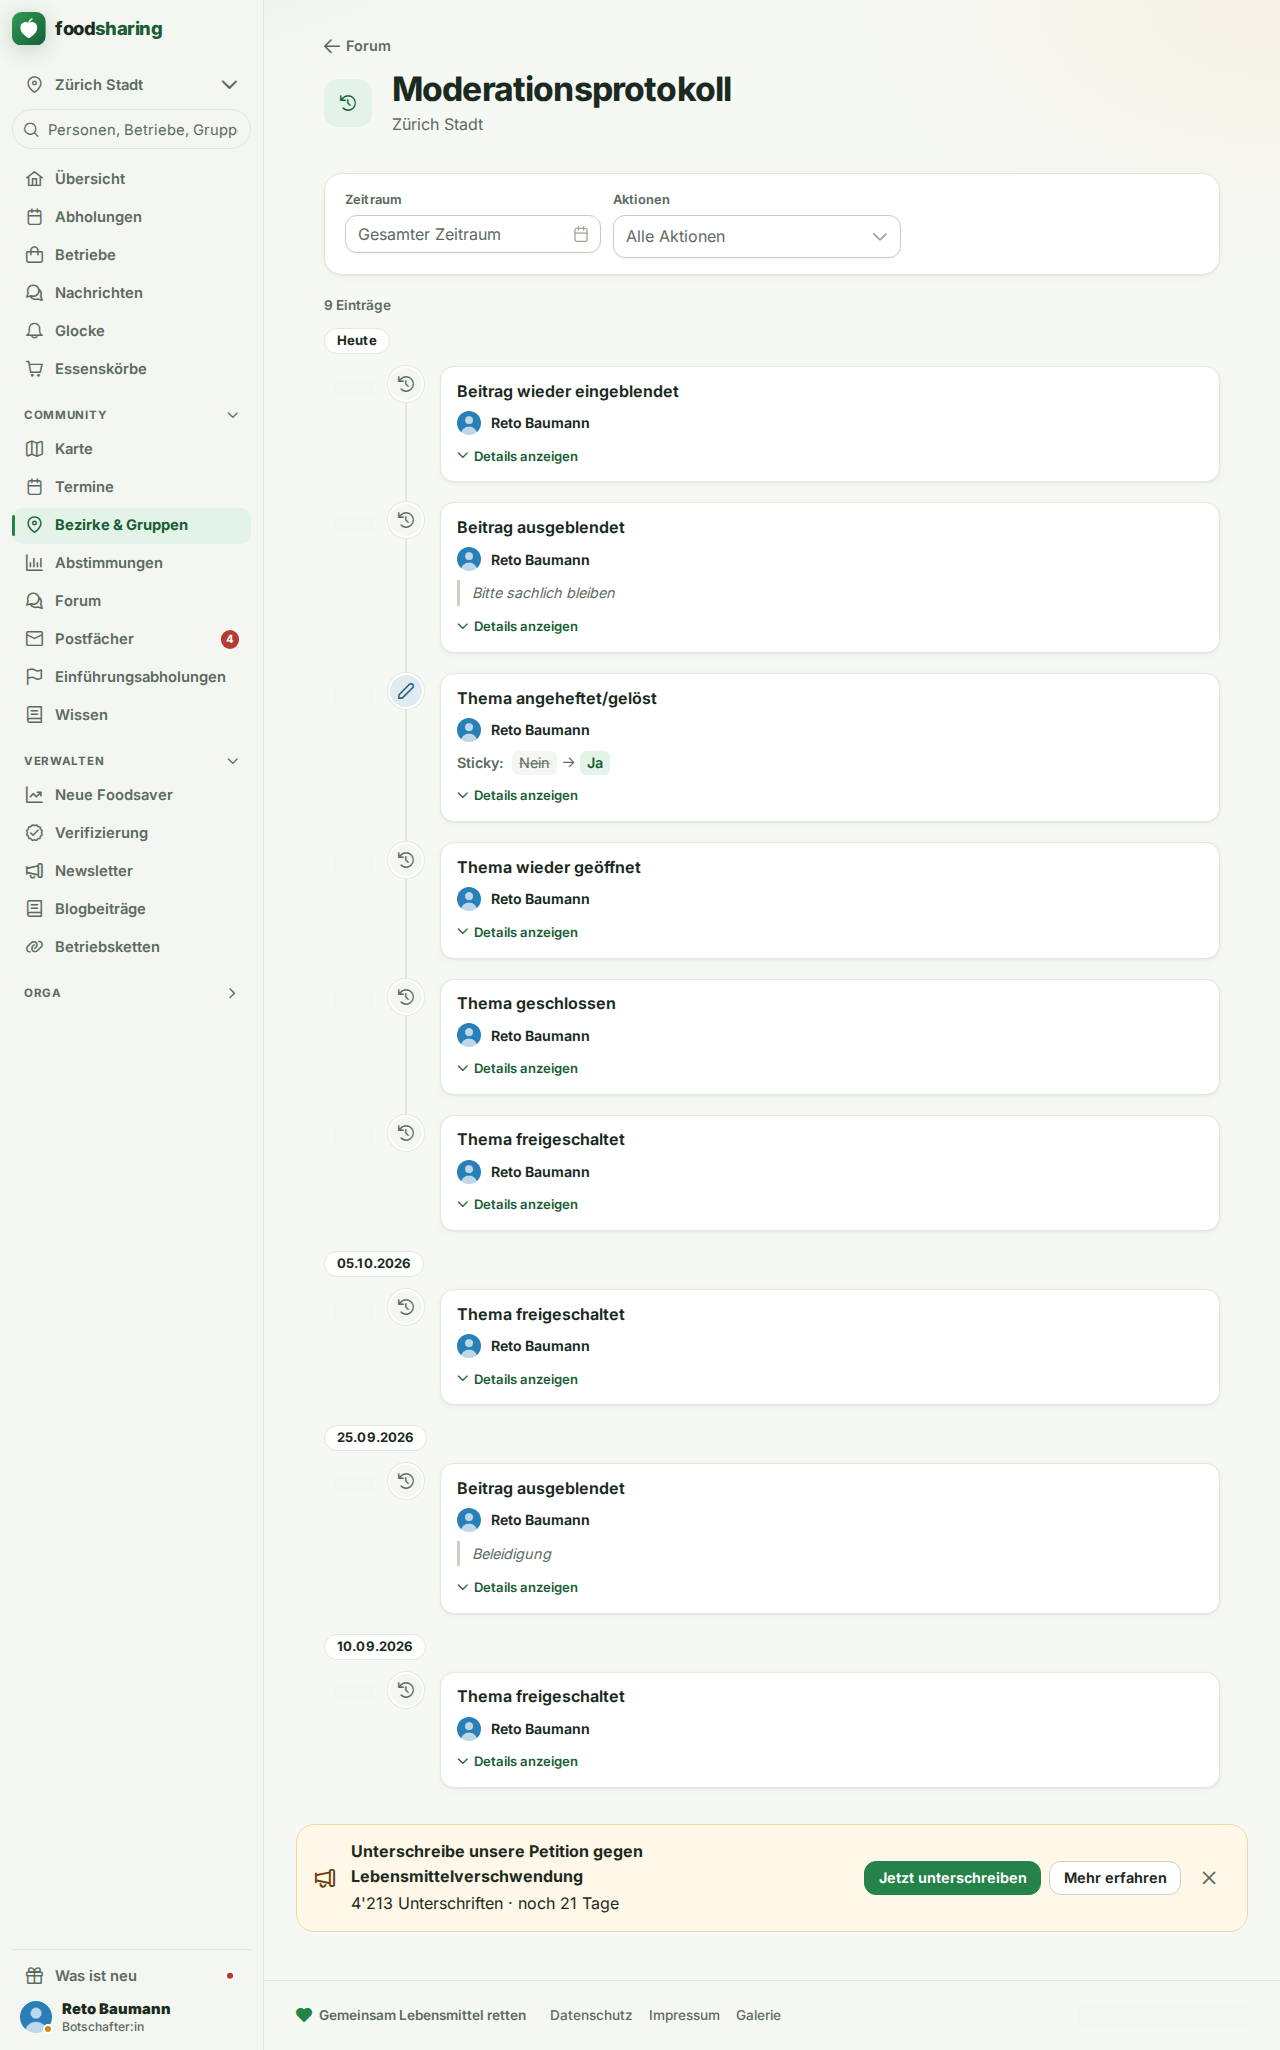 foodsharing
Zürich Stadt
Personen, Betriebe, Grupp
Übersicht
Abholungen
Betriebe
Nachrichten
Glocke
Essenskörbe
COMMUNITY
Karte
Termine
Bezirke & Gruppen
Abstimmungen
Forum
Postfächer 4
Einführungsabholungen
Wissen
VERWALTEN
Neue Foodsaver
Verifizierung
Newsletter
Blogbeiträge
Betriebsketten
ORGA
Was ist neu
Reto Baumann
Botschafter:in
Forum
Moderationsprotokoll
Zürich Stadt
Zeitraum Aktionen
Gesamter Zeitraum Alle Aktionen
9 Einträge
Heute
Beitrag wieder eingeblendet
Reto Baumann
Details anzeigen
Beitrag ausgeblendet
Reto Baumann
Bitte sachlich bleiben
Details anzeigen
Thema angeheftet/gelöst
Reto Baumann
Sticky: Nein → Ja
Details anzeigen
Thema wieder geöffnet
Reto Baumann
Details anzeigen
Thema geschlossen
Reto Baumann
Details anzeigen
Thema freigeschaltet
Reto Baumann
Details anzeigen
05.10.2026
Thema freigeschaltet
Reto Baumann
Details anzeigen
25.09.2026
Beitrag ausgeblendet
Reto Baumann
Beleidigung
Details anzeigen
10.09.2026
Thema freigeschaltet
Reto Baumann
Details anzeigen
Unterschreibe unsere Petition gegen
Lebensmittelverschwendung
4'213 Unterschriften · noch 21 Tage
Jetzt unterschreiben Mehr erfahren
Gemeinsam Lebensmittel retten Datenschutz Impressum Galerie